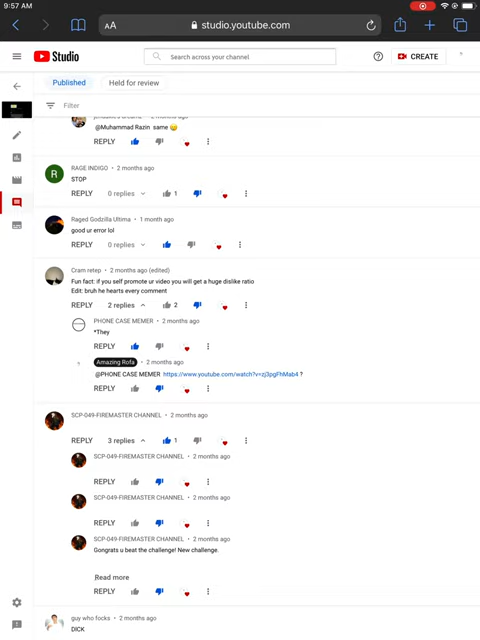 9:57 AM
AA
studio.youtube.com
Studio
Search across your channel
CREATE
Published
Held for review
Filter
@Muhammad Razin same
REPLY
RAGE INDIGO • 2 months ago
STOP
REPLY 0 replies 1
Raged Godzilla Ultima • 1 month ago
good ur error lol
REPLY 0 replies
Cram retep • 2 months ago (edited)
Fun fact: if you self promote ur video you will get a huge dislike ratio
Edit: bruh he hearts every comment
REPLY 2 replies 2
PHONE CASE MEMER • 2 months ago
*They
REPLY
Amazing Rofa • 2 months ago
@PHONE CASE MEMER https://www.youtube.com/watch?v=zj3pgFhMab4 ?
REPLY
SCP-049-FIREMASTER CHANNEL • 2 months ago
REPLY 3 replies 1
SCP-049-FIREMASTER CHANNEL • 2 months ago
REPLY
SCP-049-FIREMASTER CHANNEL • 2 months ago
REPLY
SCP-049-FIREMASTER CHANNEL • 2 months ago
Gongrats u beat the challenge! New challenge.
Read more
REPLY
guy who focks • 2 months ago
DICK